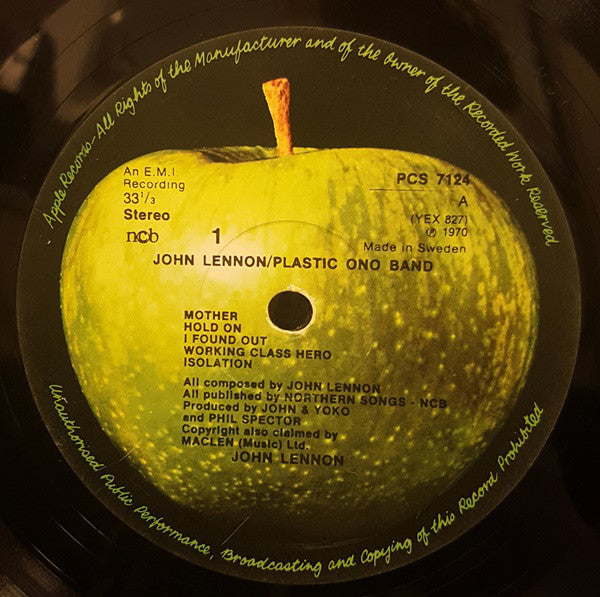 Apple Records-All Rights of the Manufacturer and of the Owner of the Recorded Work Reserved
An E.M.I.
Recording
33 1/3
Stereo
ncb
1
PCS 7124
A
(YEX 827)
℗ 1970
Made in Sweden
JOHN LENNON/PLASTIC ONO BAND
MOTHER
HOLD ON
I FOUND OUT
WORKING CLASS HERO
ISOLATION
All composed by JOHN LENNON
All published by NORTHERN SONGS - NCB
Produced by JOHN & YOKO
and PHIL SPECTOR
Copyright also claimed by
MACLEN (Music) Ltd.
JOHN LENNON
Unauthorised Public Performance, Broadcasting and Copying of this Record Prohibited